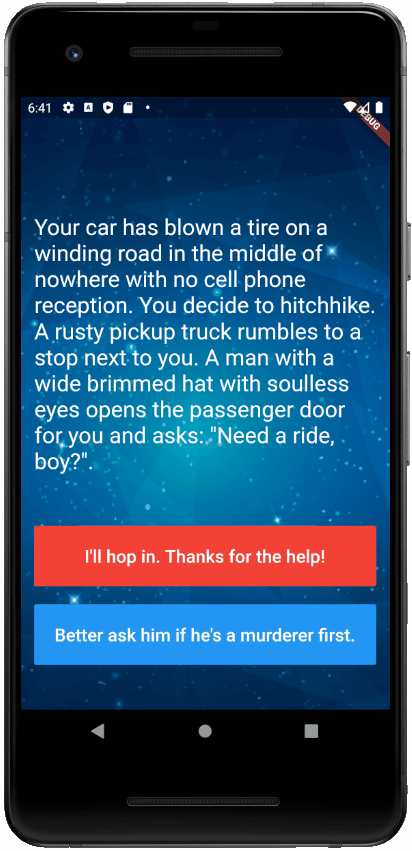 6:41
DEBUG
Your car has blown a tire on a
winding road in the middle of
nowhere with no cell phone
reception. You decide to hitchhike.
A rusty pickup truck rumbles to a
stop next to you. A man with a
wide brimmed hat with soulless
eyes opens the passenger door
for you and asks: "Need a ride,
boy?".
I'll hop in. Thanks for the help!
Better ask him if he's a murderer first.